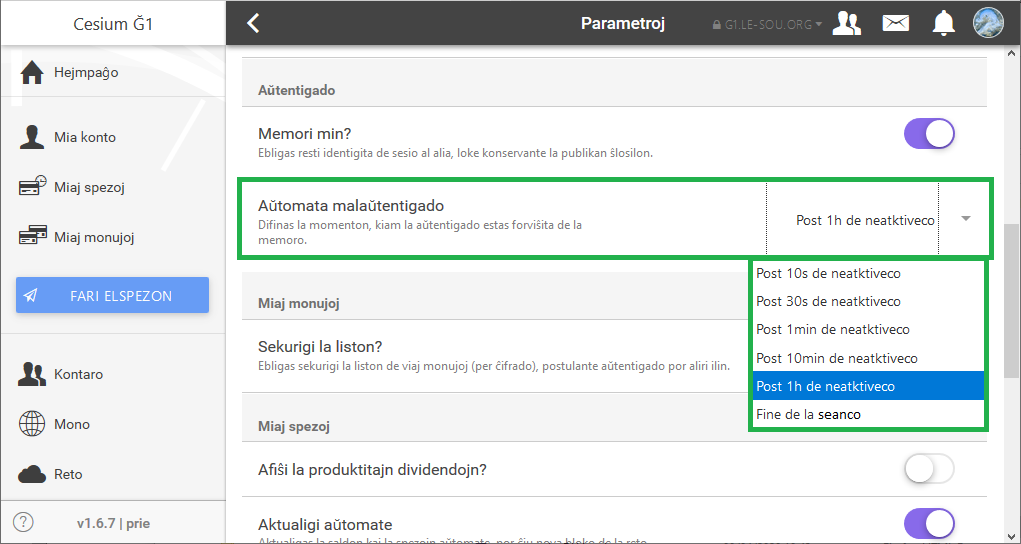 Cesium Ğ1
Parametroj
G1.LE-SOU.ORG
Hejmpaĝo
Mia konto
Miaj spezoj
Miaj monujoj
FARI ELSPEZON
Kontaro
Mono
Reto
v1.6.7 | prie
Aŭtentigado
Memori min?
Ebligas resti identigita de sesio al alia, loke konservante la publikan ŝlosilon.
Aŭtomata malaŭtentigado
Difinas la momenton, kiam la aŭtentigado estas forviŝita de la
memoro.
Post 1h de neatktiveco
Post 10s de neatktiveco
Post 30s de neatktiveco
Post 1min de neatktiveco
Post 10min de neatktiveco
Post 1h de neatktiveco
Fine de la seanco
Miaj monujoj
Sekurigi la liston?
Ebligas sekurigi la liston de viaj monujoj (per ĉifrado), postulante aŭtentigado por aliri ilin.
Miaj spezoj
Afiŝi la produktitajn dividendojn?
Aktualigi aŭtomate
Aktualigas la saldon kaj la spezojn aŭtomate, por ĉiu nova bloko de la reto.